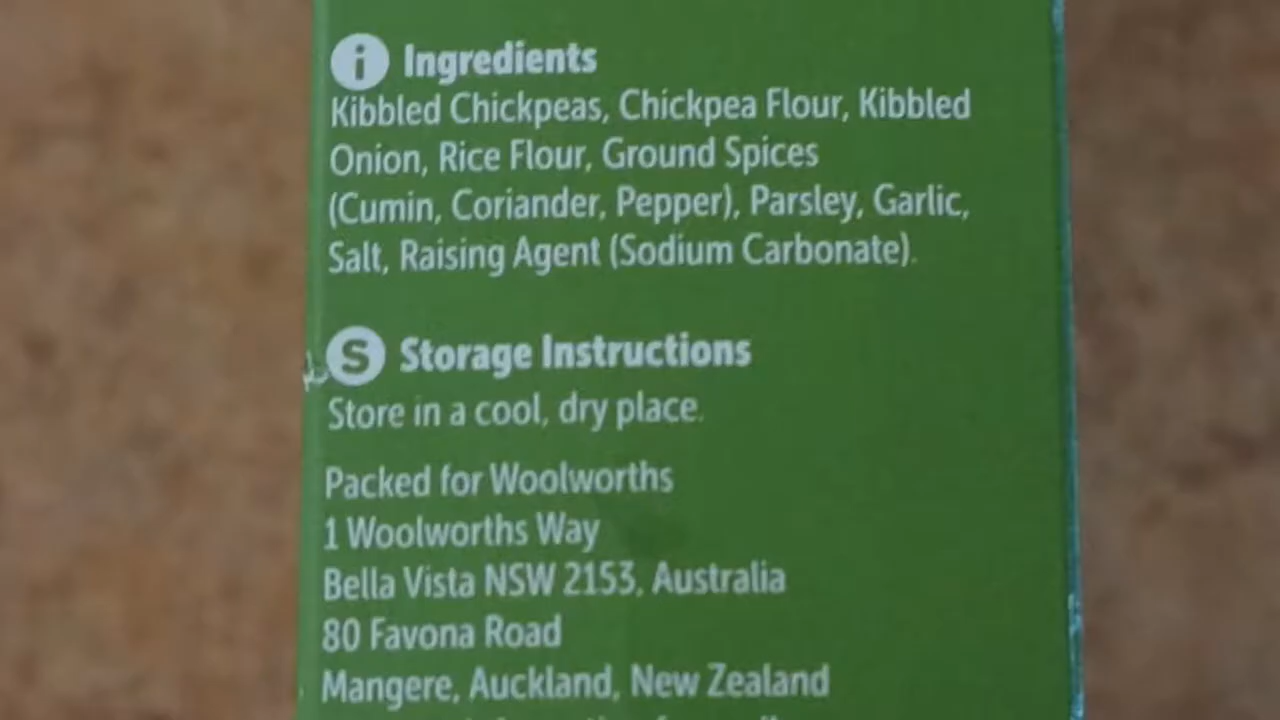 i Ingredients
Kibbled Chickpeas, Chickpea Flour, Kibbled
Onion, Rice Flour, Ground Spices
(Cumin, Coriander, Pepper), Parsley, Garlic,
Salt, Raising Agent (Sodium Carbonate).
S Storage Instructions
Store in a cool, dry place.
Packed for Woolworths
1 Woolworths Way
Bella Vista NSW 2153, Australia
80 Favona Road
Mangere, Auckland, New Zealand